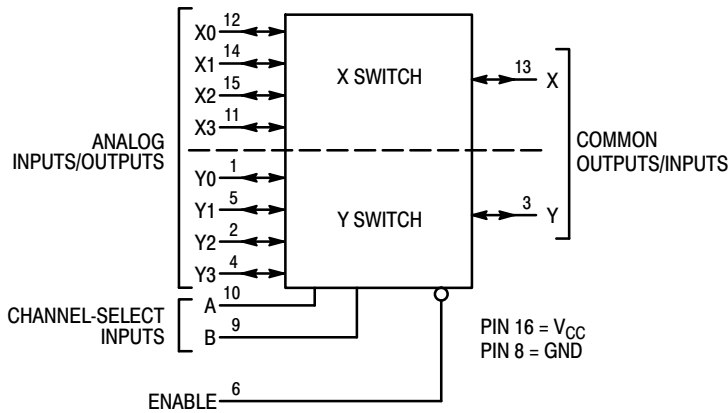 X0 12
X1 14
X2 15
X3 11
ANALOG
INPUTS/OUTPUTS
Y0 1
Y1 5
Y2 2
Y3 4
X SWITCH
Y SWITCH
13 X
3 Y
COMMON
OUTPUTS/INPUTS
CHANNEL-SELECT
INPUTS
A 10
B 9
ENABLE 6
PIN 16 = VCC
PIN 8 = GND